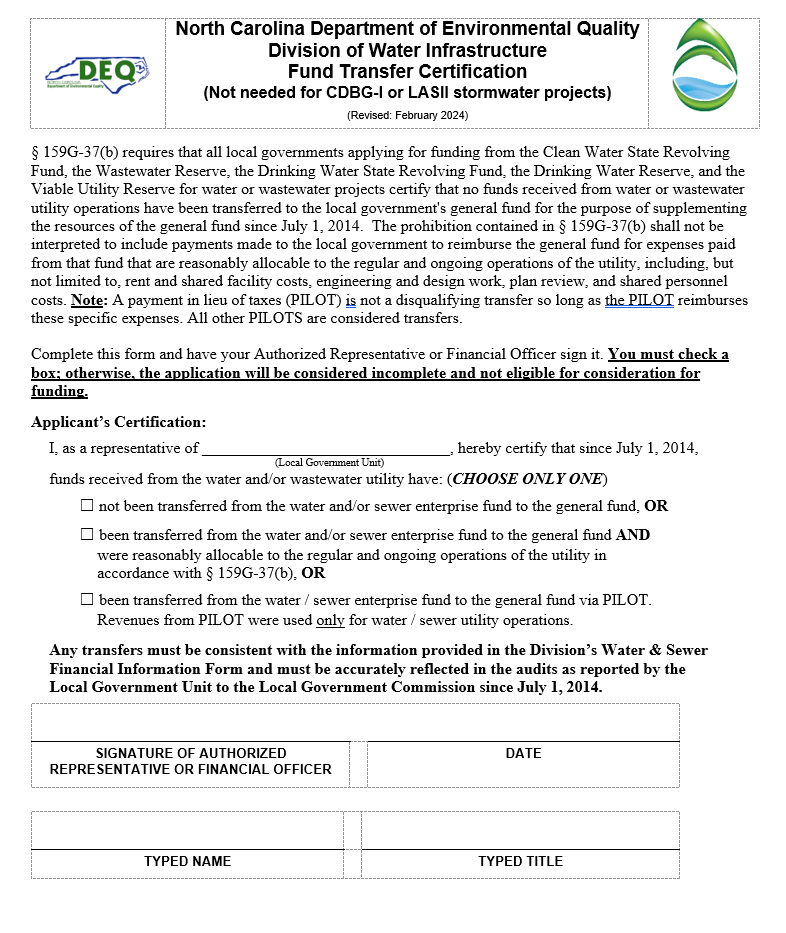 North Carolina Department of Environmental Quality
Division of Water Infrastructure
Fund Transfer Certification
(Not needed for CDBG-I or LASII stormwater projects)
(Revised: February 2024)
DEQ
Department of Environmental Quality
§ 159G-37(b) requires that all local governments applying for funding from the Clean Water State Revolving
Fund, the Wastewater Reserve, the Drinking Water State Revolving Fund, the Drinking Water Reserve, and the
Viable Utility Reserve for water or wastewater projects certify that no funds received from water or wastewater
utility operations have been transferred to the local government's general fund for the purpose of supplementing
the resources of the general fund since July 1, 2014. The prohibition contained in § 159G-37(b) shall not be
interpreted to include payments made to the local government to reimburse the general fund for expenses paid
from that fund that are reasonably allocable to the regular and ongoing operations of the utility, including, but
not limited to, rent and shared facility costs, engineering and design work, plan review, and shared personnel
costs. Note: A payment in lieu of taxes (PILOT) is not a disqualifying transfer so long as the PILOT reimburses
these specific expenses. All other PILOTS are considered transfers.
Complete this form and have your Authorized Representative or Financial Officer sign it. You must check a
box; otherwise, the application will be considered incomplete and not eligible for consideration for
funding.
Applicant’s Certification:
I, as a representative of ________________________________, hereby certify that since July 1, 2014,
(Local Government Unit)
funds received from the water and/or wastewater utility have: (CHOOSE ONLY ONE)
☐ not been transferred from the water and/or sewer enterprise fund to the general fund, OR
☐ been transferred from the water and/or sewer enterprise fund to the general fund AND
were reasonably allocable to the regular and ongoing operations of the utility in
accordance with § 159G-37(b), OR
☐ been transferred from the water / sewer enterprise fund to the general fund via PILOT.
Revenues from PILOT were used only for water / sewer utility operations.
Any transfers must be consistent with the information provided in the Division’s Water & Sewer
Financial Information Form and must be accurately reflected in the audits as reported by the
Local Government Unit to the Local Government Commission since July 1, 2014.
SIGNATURE OF AUTHORIZED
REPRESENTATIVE OR FINANCIAL OFFICER
DATE
TYPED NAME
TYPED TITLE